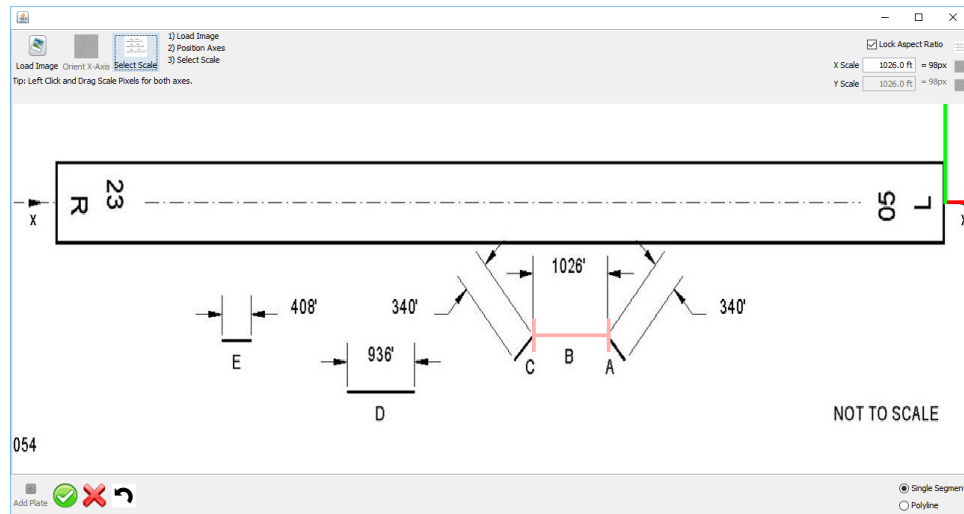 1) Load Image
2) Position Axes
3) Select Scale
Load Image Orient X-Axis Select Scale
Tip: Left Click and Drag Scale Pixels for both axes.
Lock Aspect Ratio
X Scale 1026.0 ft = 98px
Y Scale 1026.0 ft = 98px
X
R
23
05
L
X
1026'
408'
340'
340'
936'
E
C
B
A
D
NOT TO SCALE
054
Add Plate
Single Segment
Polyline